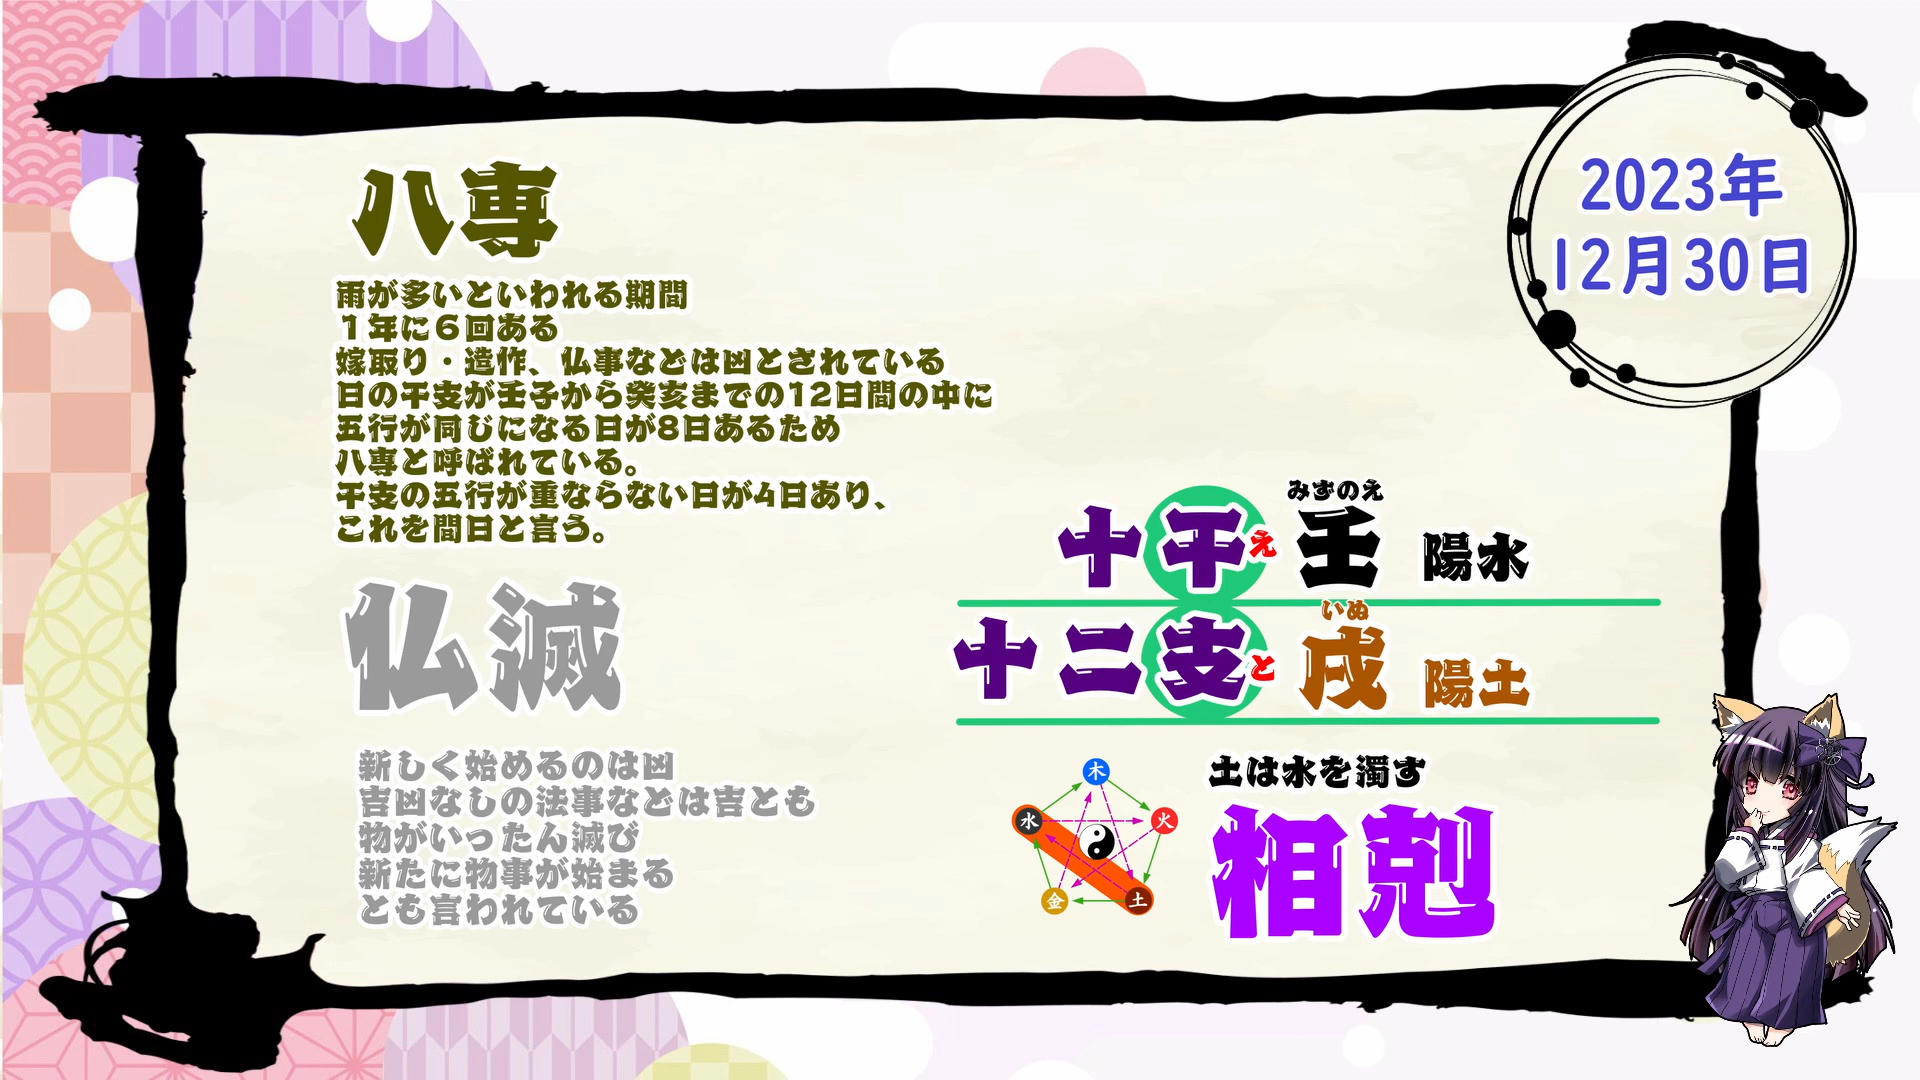 2023年
12月30日
八専
雨が多いといわれる期間
１年に６回ある
嫁取り・造作、仏事などは凶とされている
日の干支が壬子から癸亥までの12日間の中に
五行が同じになる日が8日あるため
八専と呼ばれている。
干支の五行が重ならない日が4日あり、
これを間日と言う。
仏滅
新しく始めるのは凶
吉凶なしの法事などは吉とも
物がいったん滅び
新たに物事が始まる
とも言われている
みずのえ
十干え 壬 陽水
いぬ
十二支と 戌 陽土
土は水を濁す
相剋
木
水
火
金
土